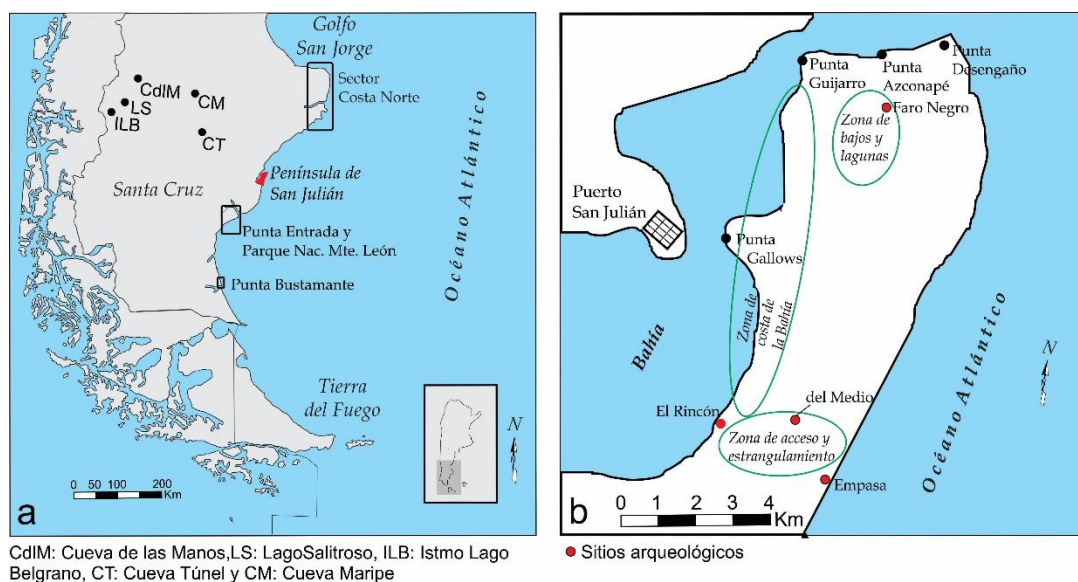 Golfo
San Jorge
Sector
Costa Norte
CdIM
LS
ILB
CM
CT
Santa Cruz
Península de
San Julián
Punta Entrada y
Parque Nac. Mte. León
Punta Bustamante
Océano Atlántico
Tierra
del Fuego
N
0 50 100 200
Km
a
Punta
Guijarro
Punta
Azconapé
Punta
Desengaño
Faro Negro
Zona de
bajos y
lagunas
Puerto
San Julián
Punta
Gallows
Zona de
costa de
la Bahía
Bahía
El Rincón
del Medio
Zona de acceso y
estrangulamiento
Empasa
Océano Atlántico
N
0 1 2 3 4
Km
b
CdIM: Cueva de las Manos,LS: LagoSalitroso, ILB: Istmo Lago
Belgrano, CT: Cueva Túnel y CM: Cueva Maripe
Sitios arqueológicos